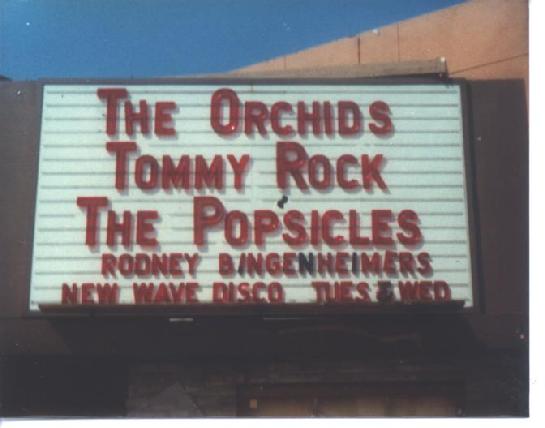 THE ORCHIDS
TOMMY ROCK
THE POPSICLES
RODNEY BINGENHEIMERS
NEW WAVE DISCO TUES & WED